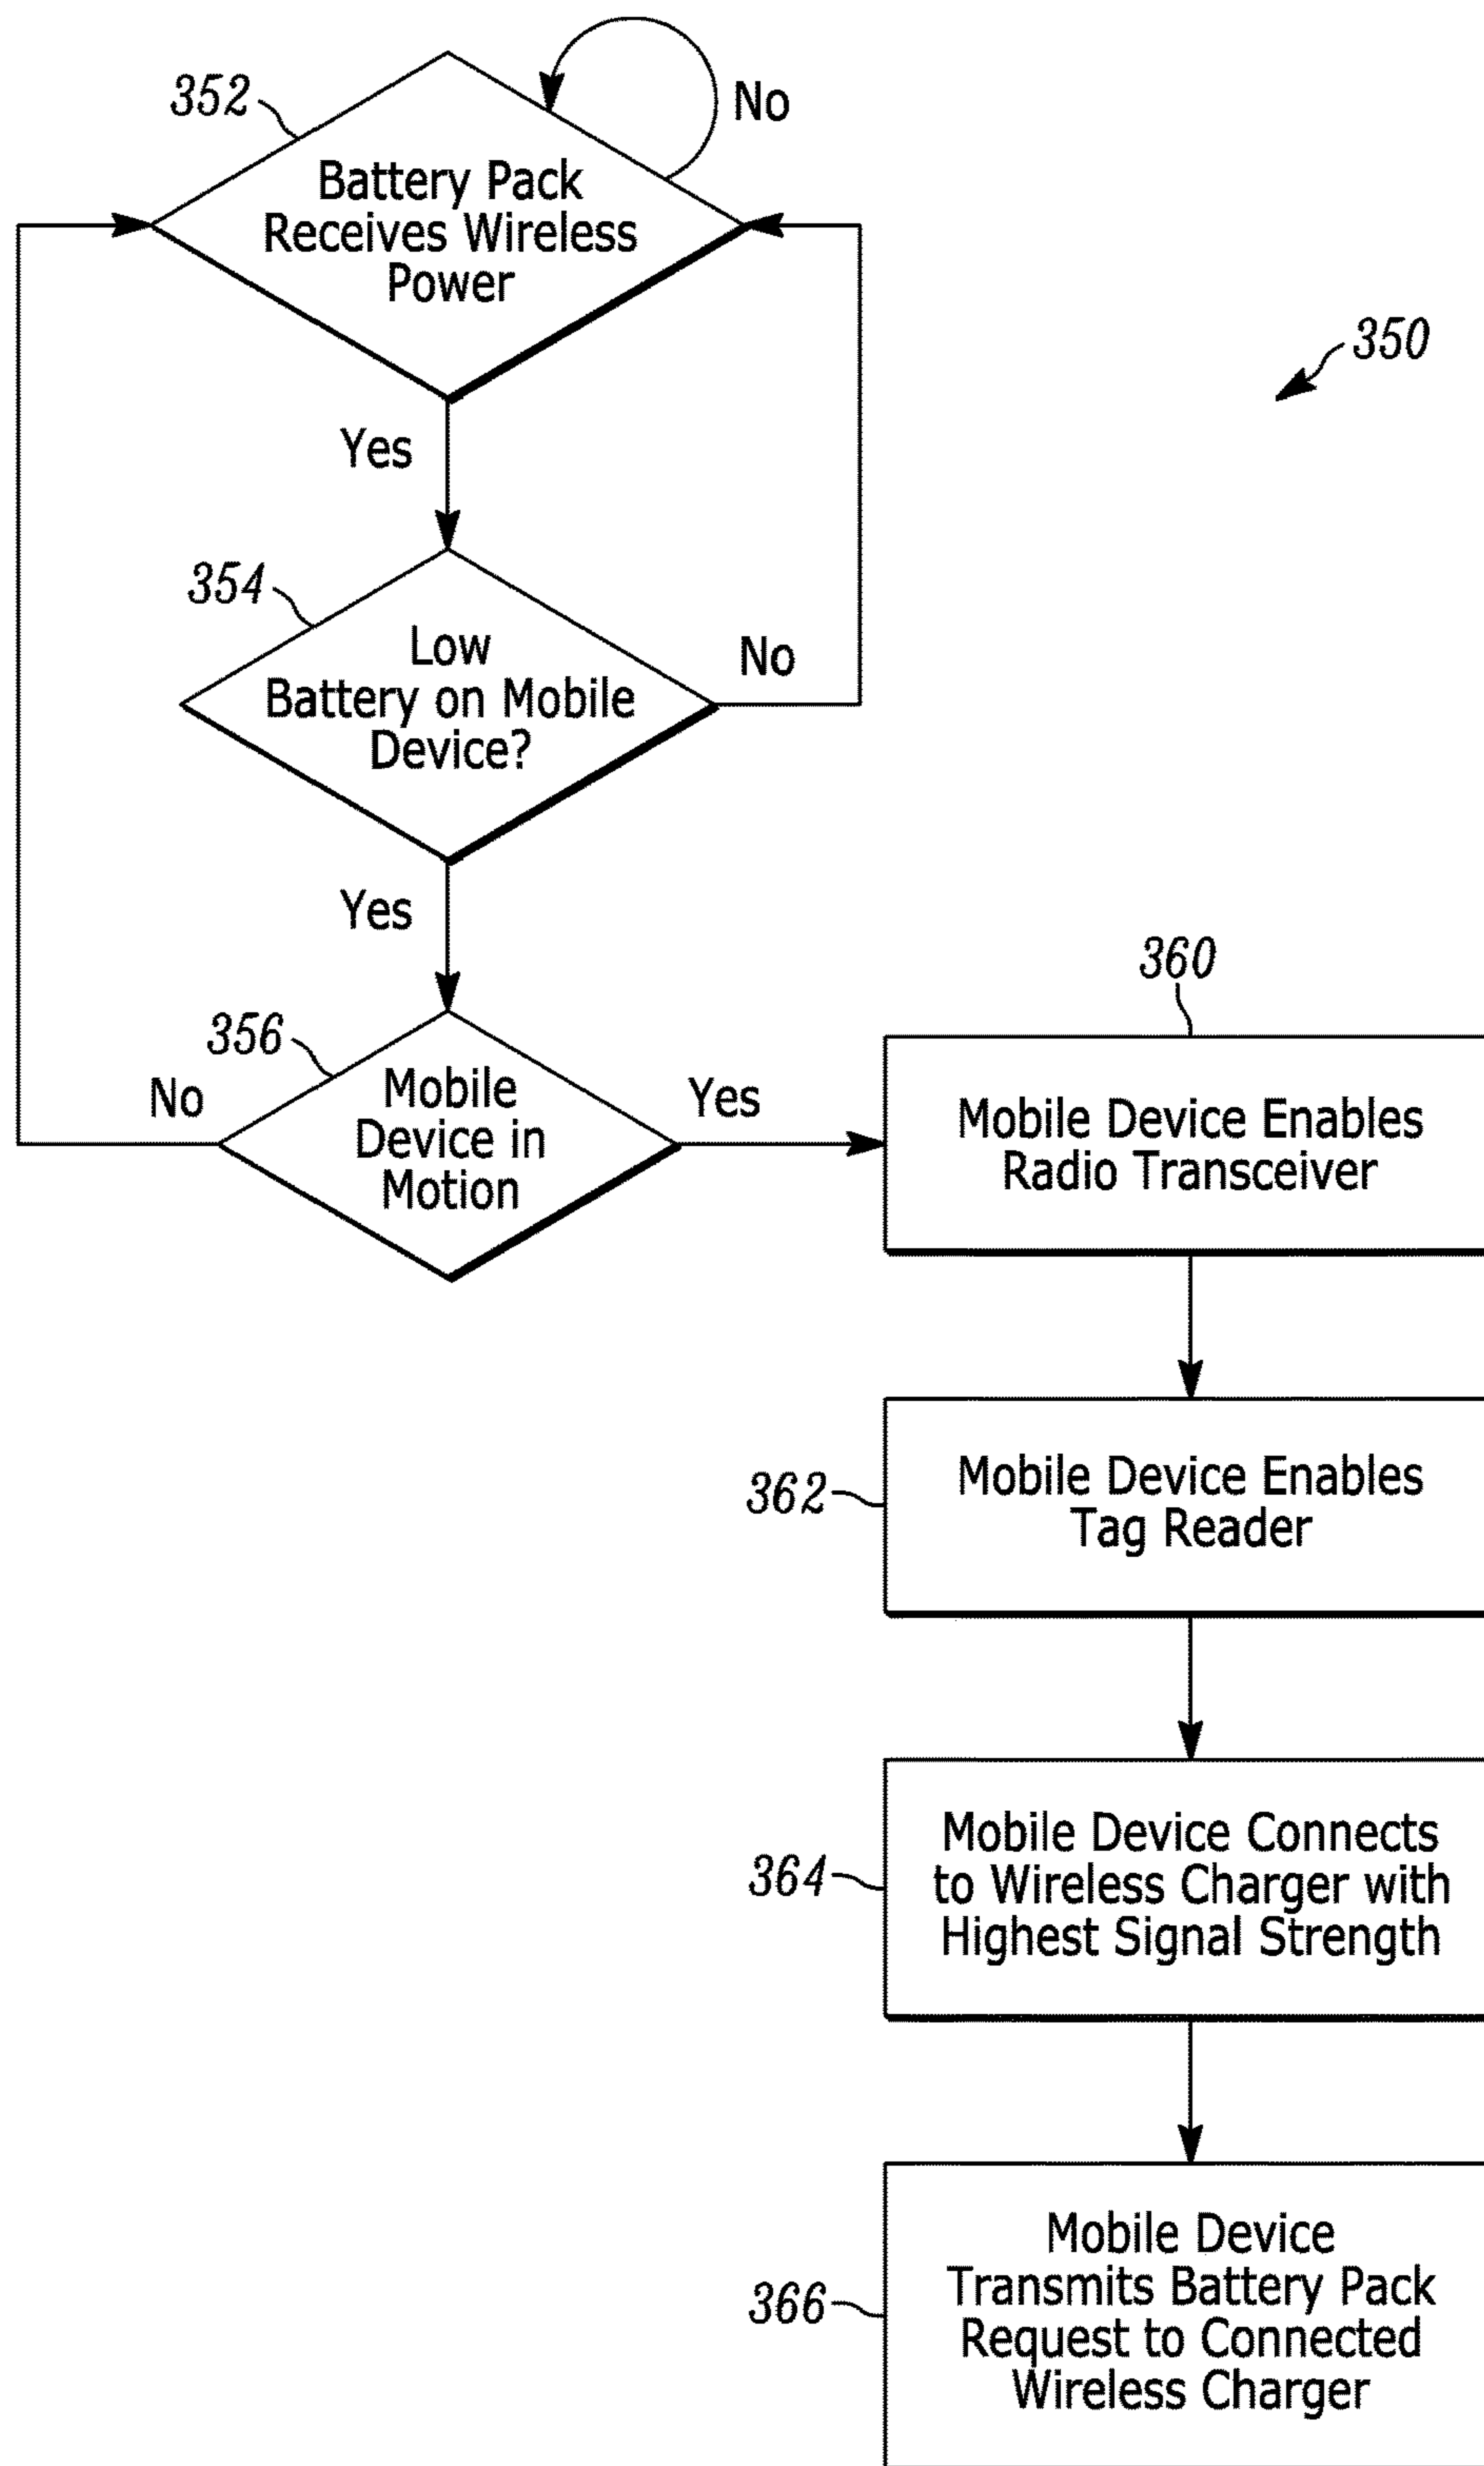 352
No
Battery Pack
Receives Wireless
Power
350
Yes
354
Low
Battery on Mobile
Device?
No
Yes
356
No
Mobile
Device in
Motion
Yes
360
Mobile Device Enables
Radio Transceiver
362
Mobile Device Enables
Tag Reader
364
Mobile Device Connects
to Wireless Charger with
Highest Signal Strength
366
Mobile Device
Transmits Battery Pack
Request to Connected
Wireless Charger